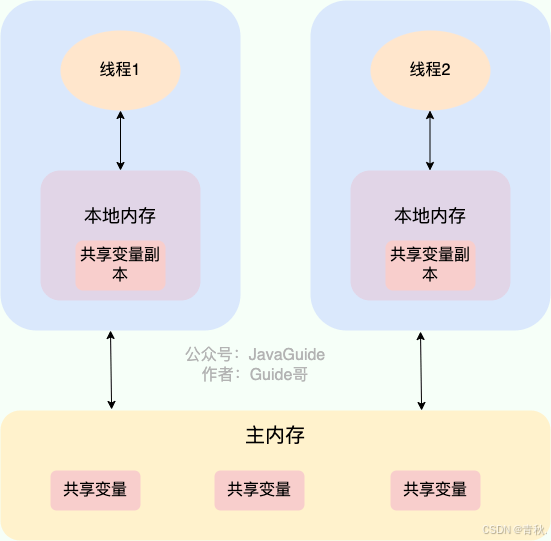 线程1
线程2
本地内存
共享变量副
本
本地内存
共享变量副
本
公众号：JavaGuide
作者：Guide哥
主内存
共享变量
共享变量
共享变量
CSDN @肯秋.